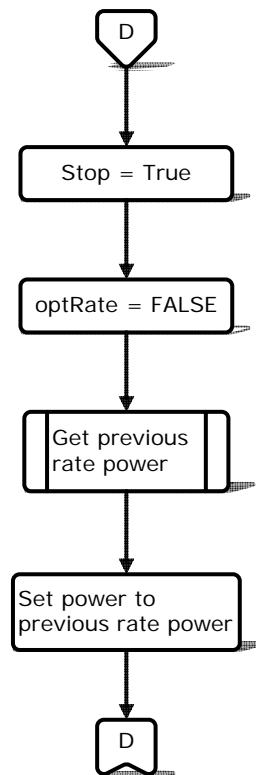 D
Stop = True
optRate = FALSE
Get previous
rate power
Set power to
previous rate power
D